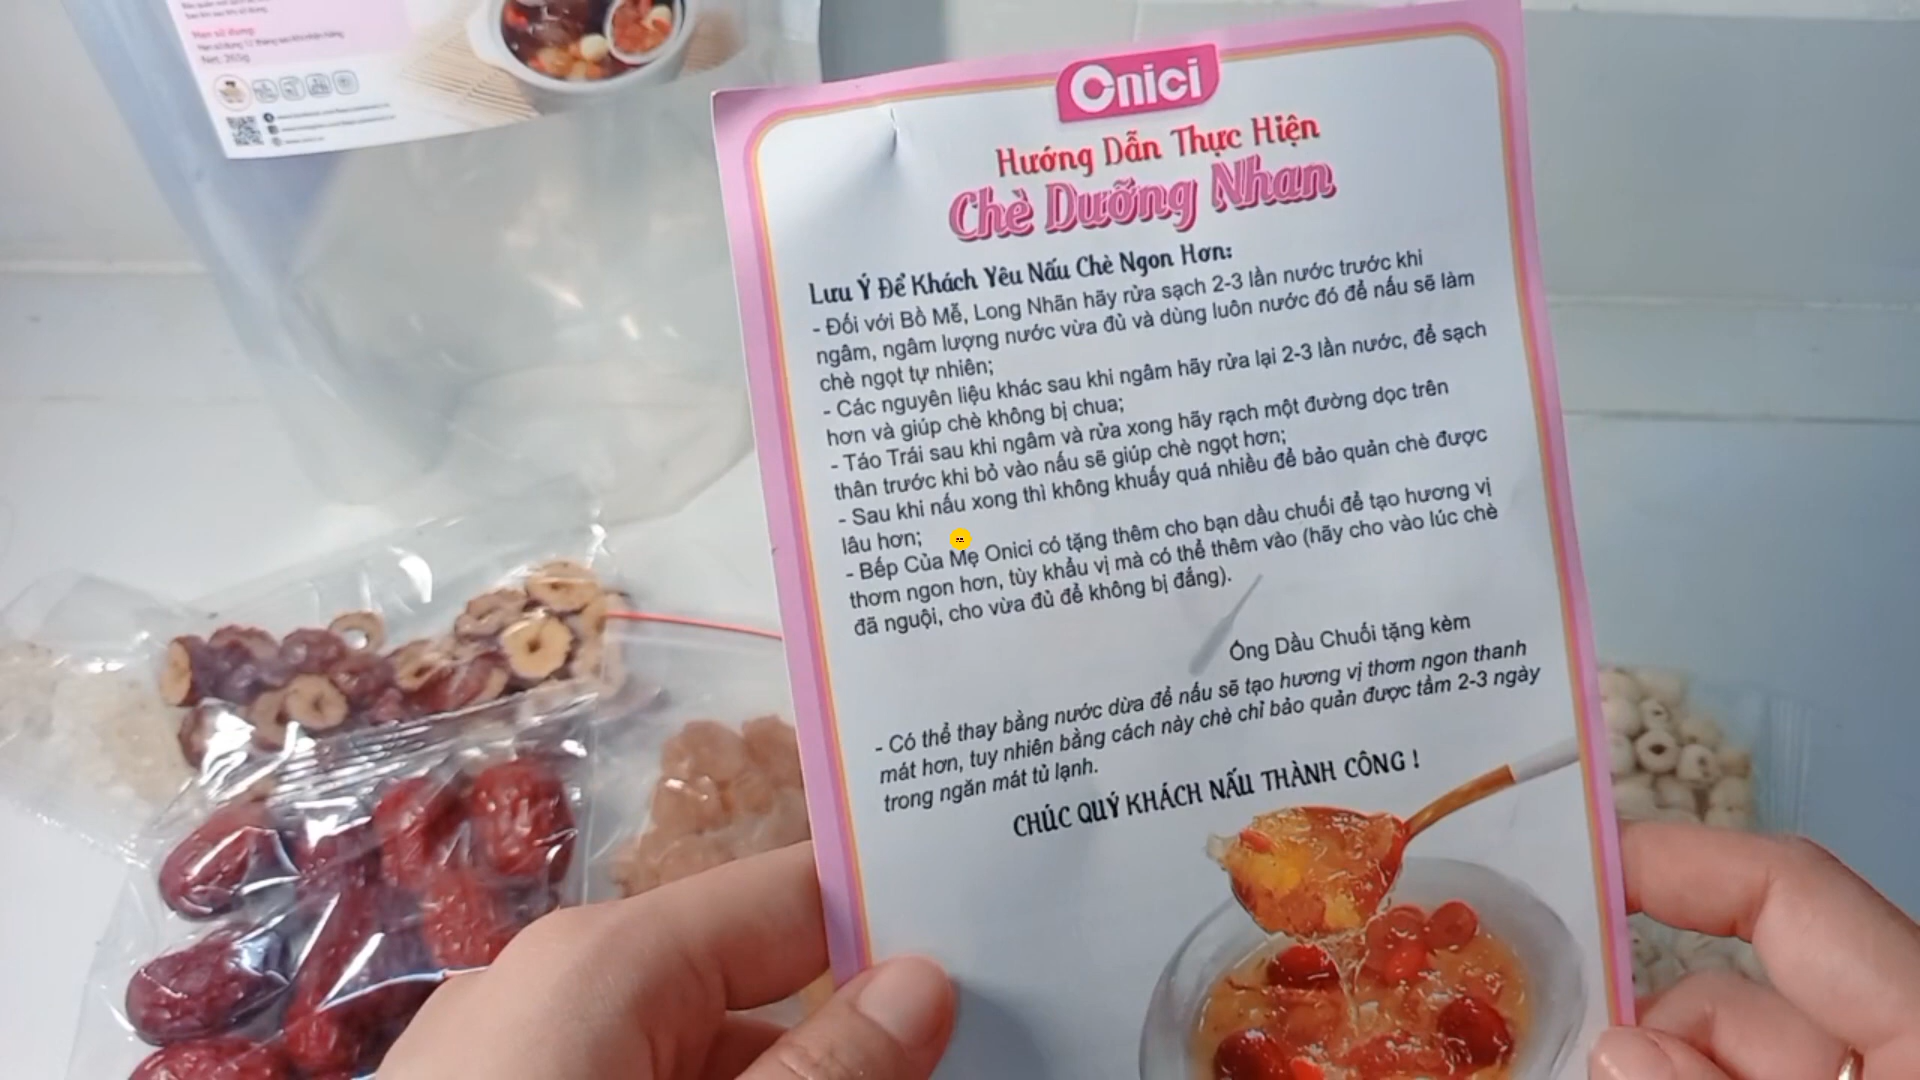 Hạn sử dụng:
Net. 265g
Onici
Hướng Dẫn Thực Hiện
Chè Dưỡng Nhan
Lưu Ý Để Khách Yêu Nấu Chè Ngon Hơn:
- Đối với Bồ Mễ, Long Nhãn hãy rửa sạch 2-3 lần nước trước khi
ngâm, ngâm lượng nước vừa đủ và dùng luôn nước đó để nấu sẽ làm
chè ngọt tự nhiên;
- Các nguyên liệu khác sau khi ngâm hãy rửa lại 2-3 lần nước, để sạch
hơn và giúp chè không bị chua;
- Táo Trái sau khi ngâm và rửa xong hãy rạch một đường dọc trên
thân trước khi bỏ vào nấu sẽ giúp chè ngọt hơn;
- Sau khi nấu xong thì không khuấy quá nhiều để bảo quản chè được
lâu hơn;
- Bếp Của Mẹ Onici có tặng thêm cho bạn dầu chuối để tạo hương vị
thơm ngon hơn, tùy khẩu vị mà có thể thêm vào (hãy cho vào lúc chè
đã nguội, cho vừa đủ để không bị đắng).
Ống Dầu Chuối tặng kèm
- Có thể thay bằng nước dừa để nấu sẽ tạo hương vị thơm ngon thanh
mát hơn, tuy nhiên bằng cách này chè chỉ bảo quản được tầm 2-3 ngày
trong ngăn mát tủ lạnh.
CHÚC QUÝ KHÁCH NẤU THÀNH CÔNG !